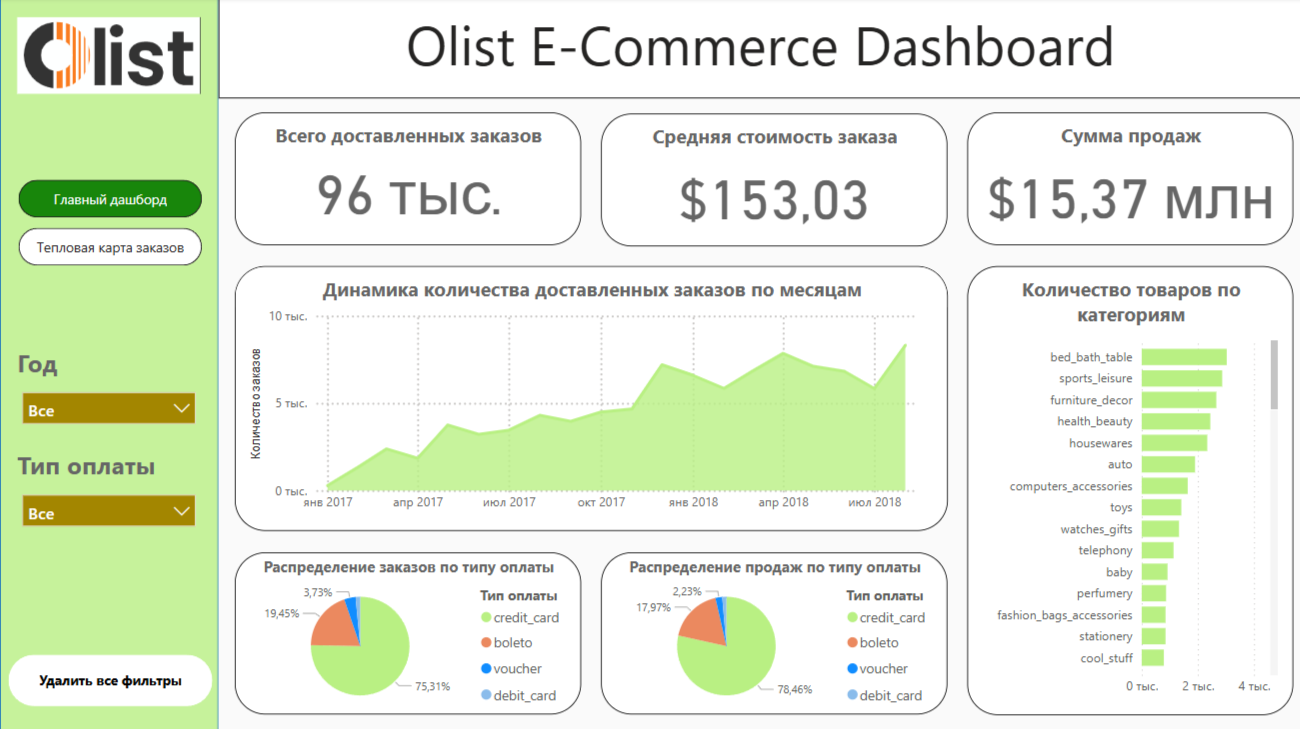 Olist
Olist E-Commerce Dashboard
Главный дашборд
Тепловая карта заказов
Год
Все
Тип оплаты
Все
Удалить все фильтры
Всего доставленных заказов
96 тыс.
Средняя стоимость заказа
$153,03
Сумма продаж
$15,37 млн
Динамика количества доставленных заказов по месяцам
Количество заказов
10 тыс.
5 тыс.
0 тыс.
янв 2017 апр 2017 июл 2017 окт 2017 янв 2018 апр 2018 июл 2018
Количество товаров по
категориям
bed_bath_table
sports_leisure
furniture_decor
health_beauty
housewares
auto
computers_accessories
toys
watches_gifts
telephony
baby
perfumery
fashion_bags_accessories
stationery
cool_stuff
0 тыс. 2 тыс. 4 тыс.
Распределение заказов по типу оплаты
3,73%
19,45%
75,31%
Тип оплаты
credit_card
boleto
voucher
debit_card
Распределение продаж по типу оплаты
2,23%
17,97%
78,46%
Тип оплаты
credit_card
boleto
voucher
debit_card